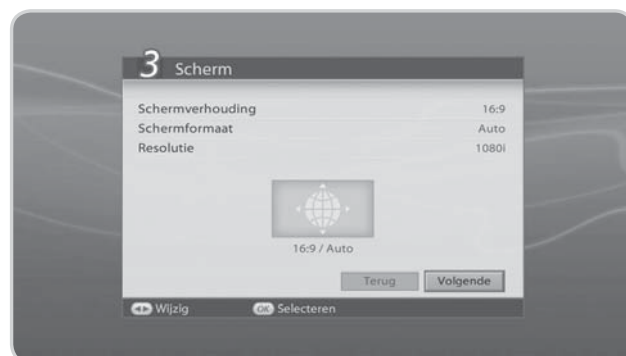 3 Scherm
Schermverhouding 16:9
Schermformaat Auto
Resolutie 1080i
16:9 / Auto
Terug Volgende
Wijzig OK Selecteren